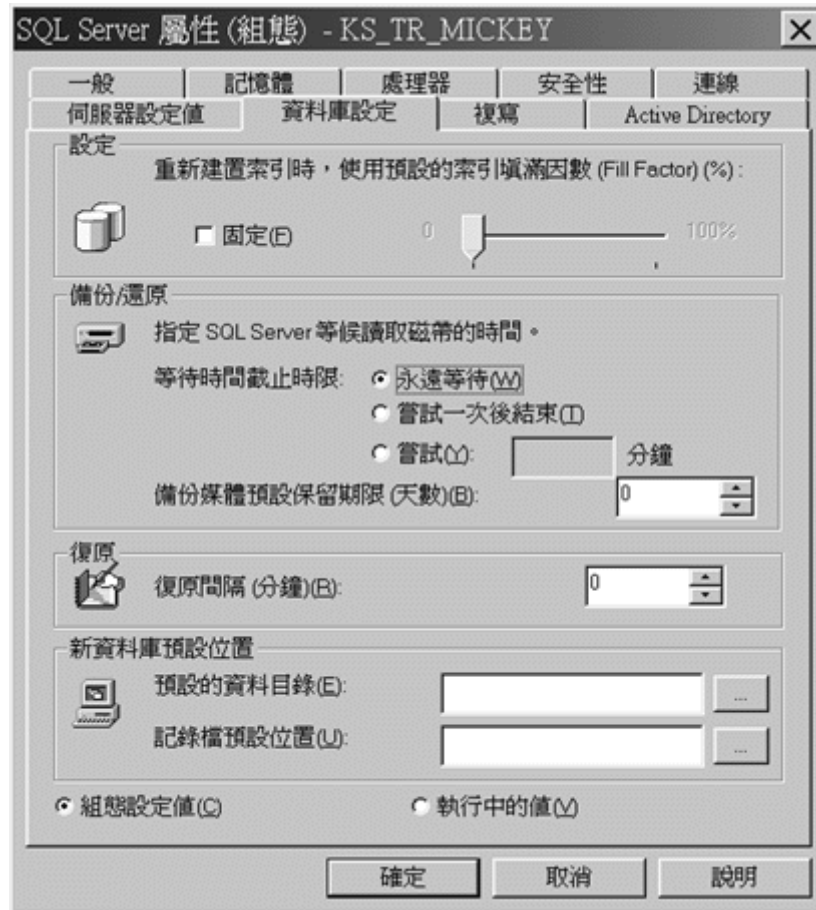 SQL Server 屬性 (組態) - KS_TR_MICKEY
一般 記憶體 處理器 安全性 連線
伺服器設定值 資料庫設定 複寫 Active Directory
設定
重新建置索引時，使用預設的索引填滿因數 (Fill Factor) (%) :
固定(F) 0 100%
備份/還原
指定 SQL Server 等候讀取磁帶的時間。
等待時間截止時限: 永遠等待(W)
嘗試一次後結束(T)
嘗試(Y): 分鐘
備份媒體預設保留期限 (天數)(B): 0
復原
復原間隔 (分鐘)(R): 0
新資料庫預設位置
預設的資料目錄(E): ...
記錄檔預設位置(U): ...
組態設定值(C) 執行中的值(V)
確定 取消 說明